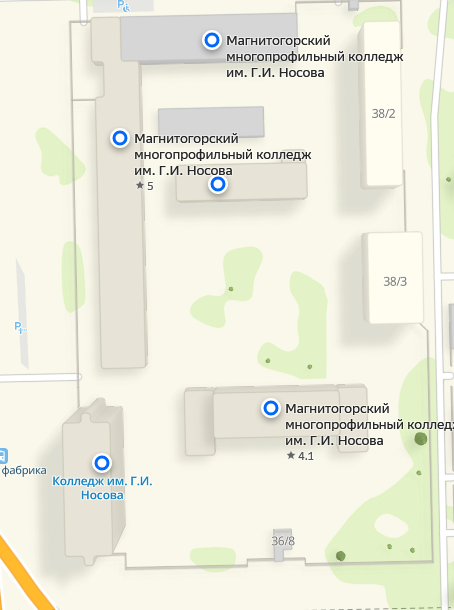 Магнитогорский
многопрофильный колледж
им. Г.И. Носова
38/2
Магнитогорский
многопрофильный колледж
им. Г.И. Носова
5
38/3
Магнитогорский
многопрофильный колледж
им. Г.И. Носова
4.1
фабрика
Колледж им. Г.И.
Носова
36/8